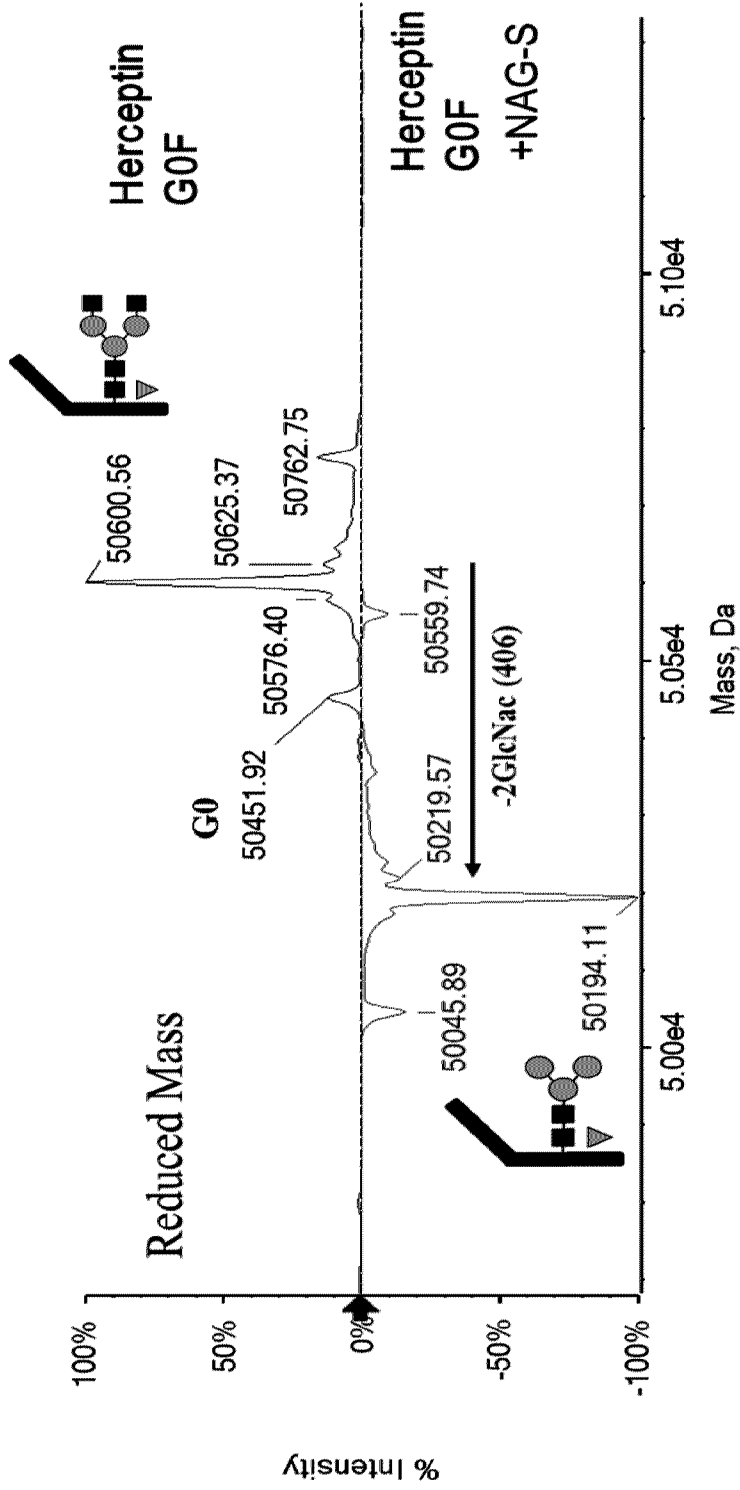 Reduced Mass
Herceptin
G0F
50600.56
50625.37
50762.75
50576.40
G0
50451.92
Herceptin
G0F
+NAG-S
50559.74
50219.57
-2GlcNac (406)
50045.89
50194.11
100%
50%
0%
-50%
-100%
% Intensity
5.00e4
5.05e4
5.10e4
Mass, Da